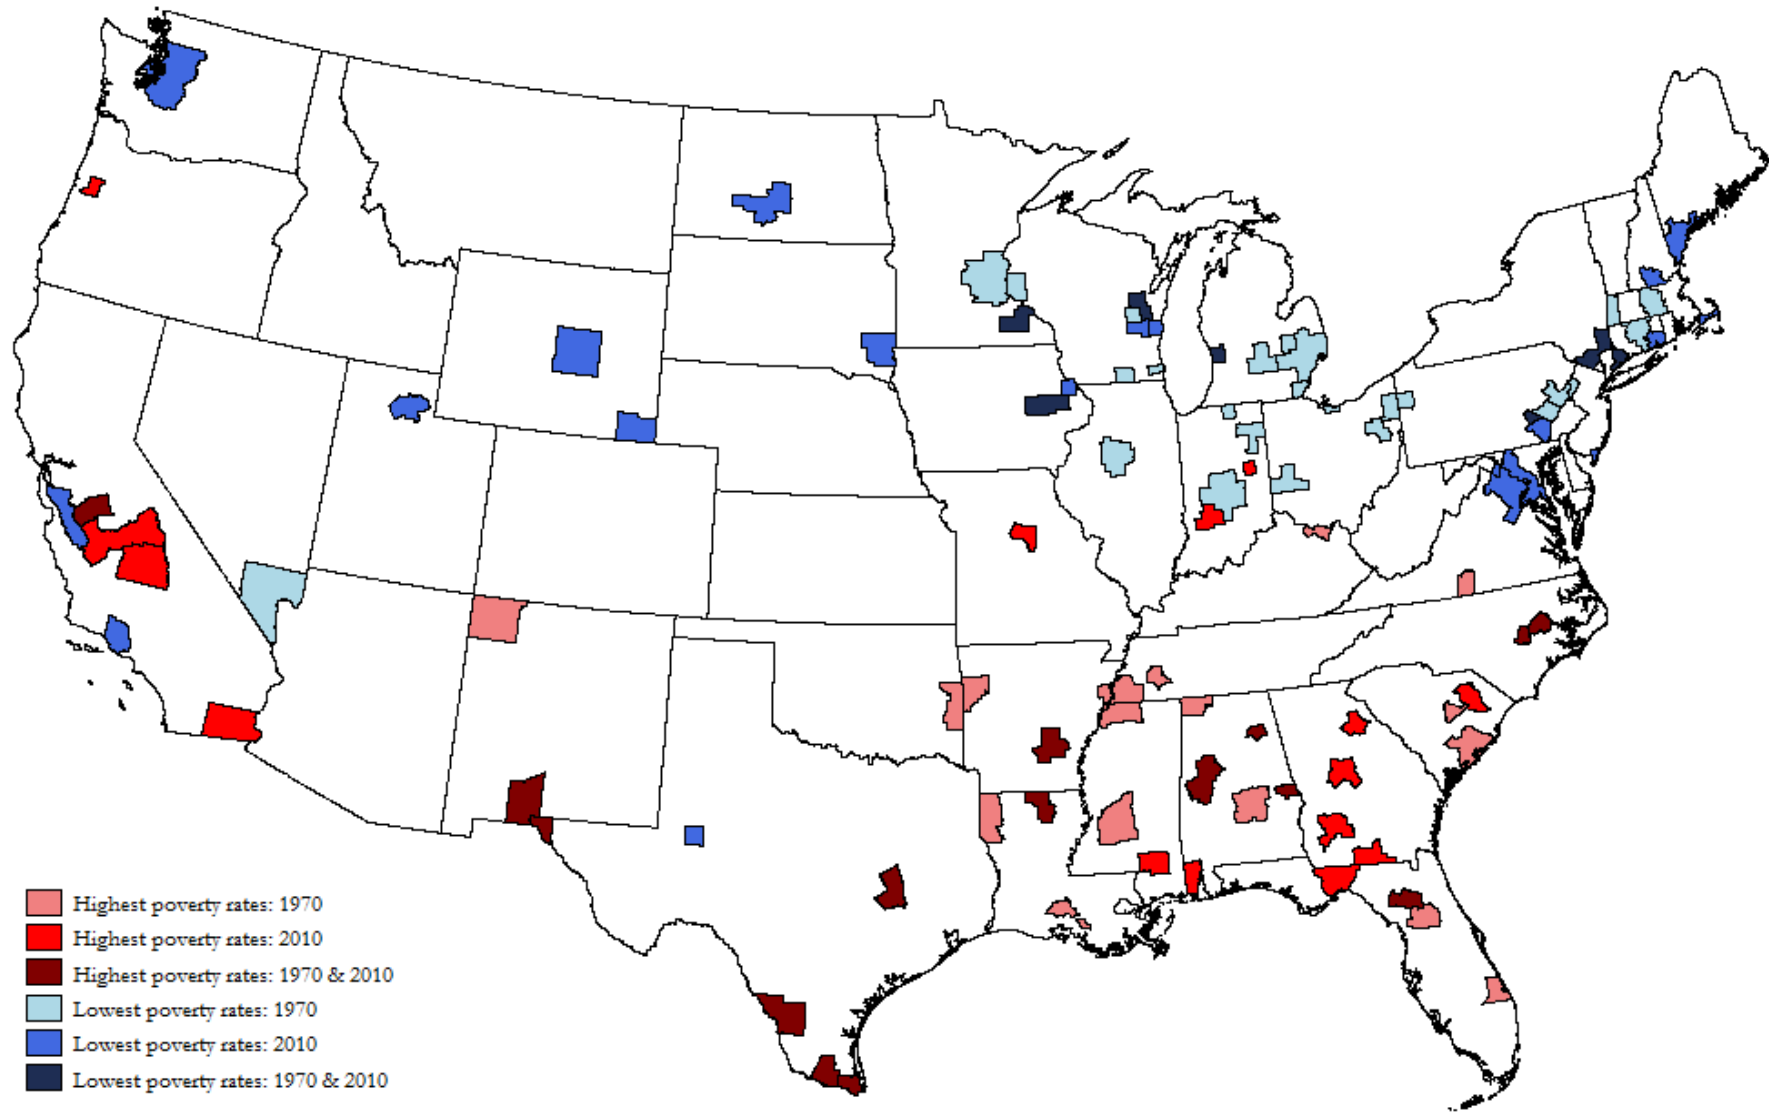 Highest poverty rates: 1970
Highest poverty rates: 2010
Highest poverty rates: 1970 & 2010
Lowest poverty rates: 1970
Lowest poverty rates: 2010
Lowest poverty rates: 1970 & 2010